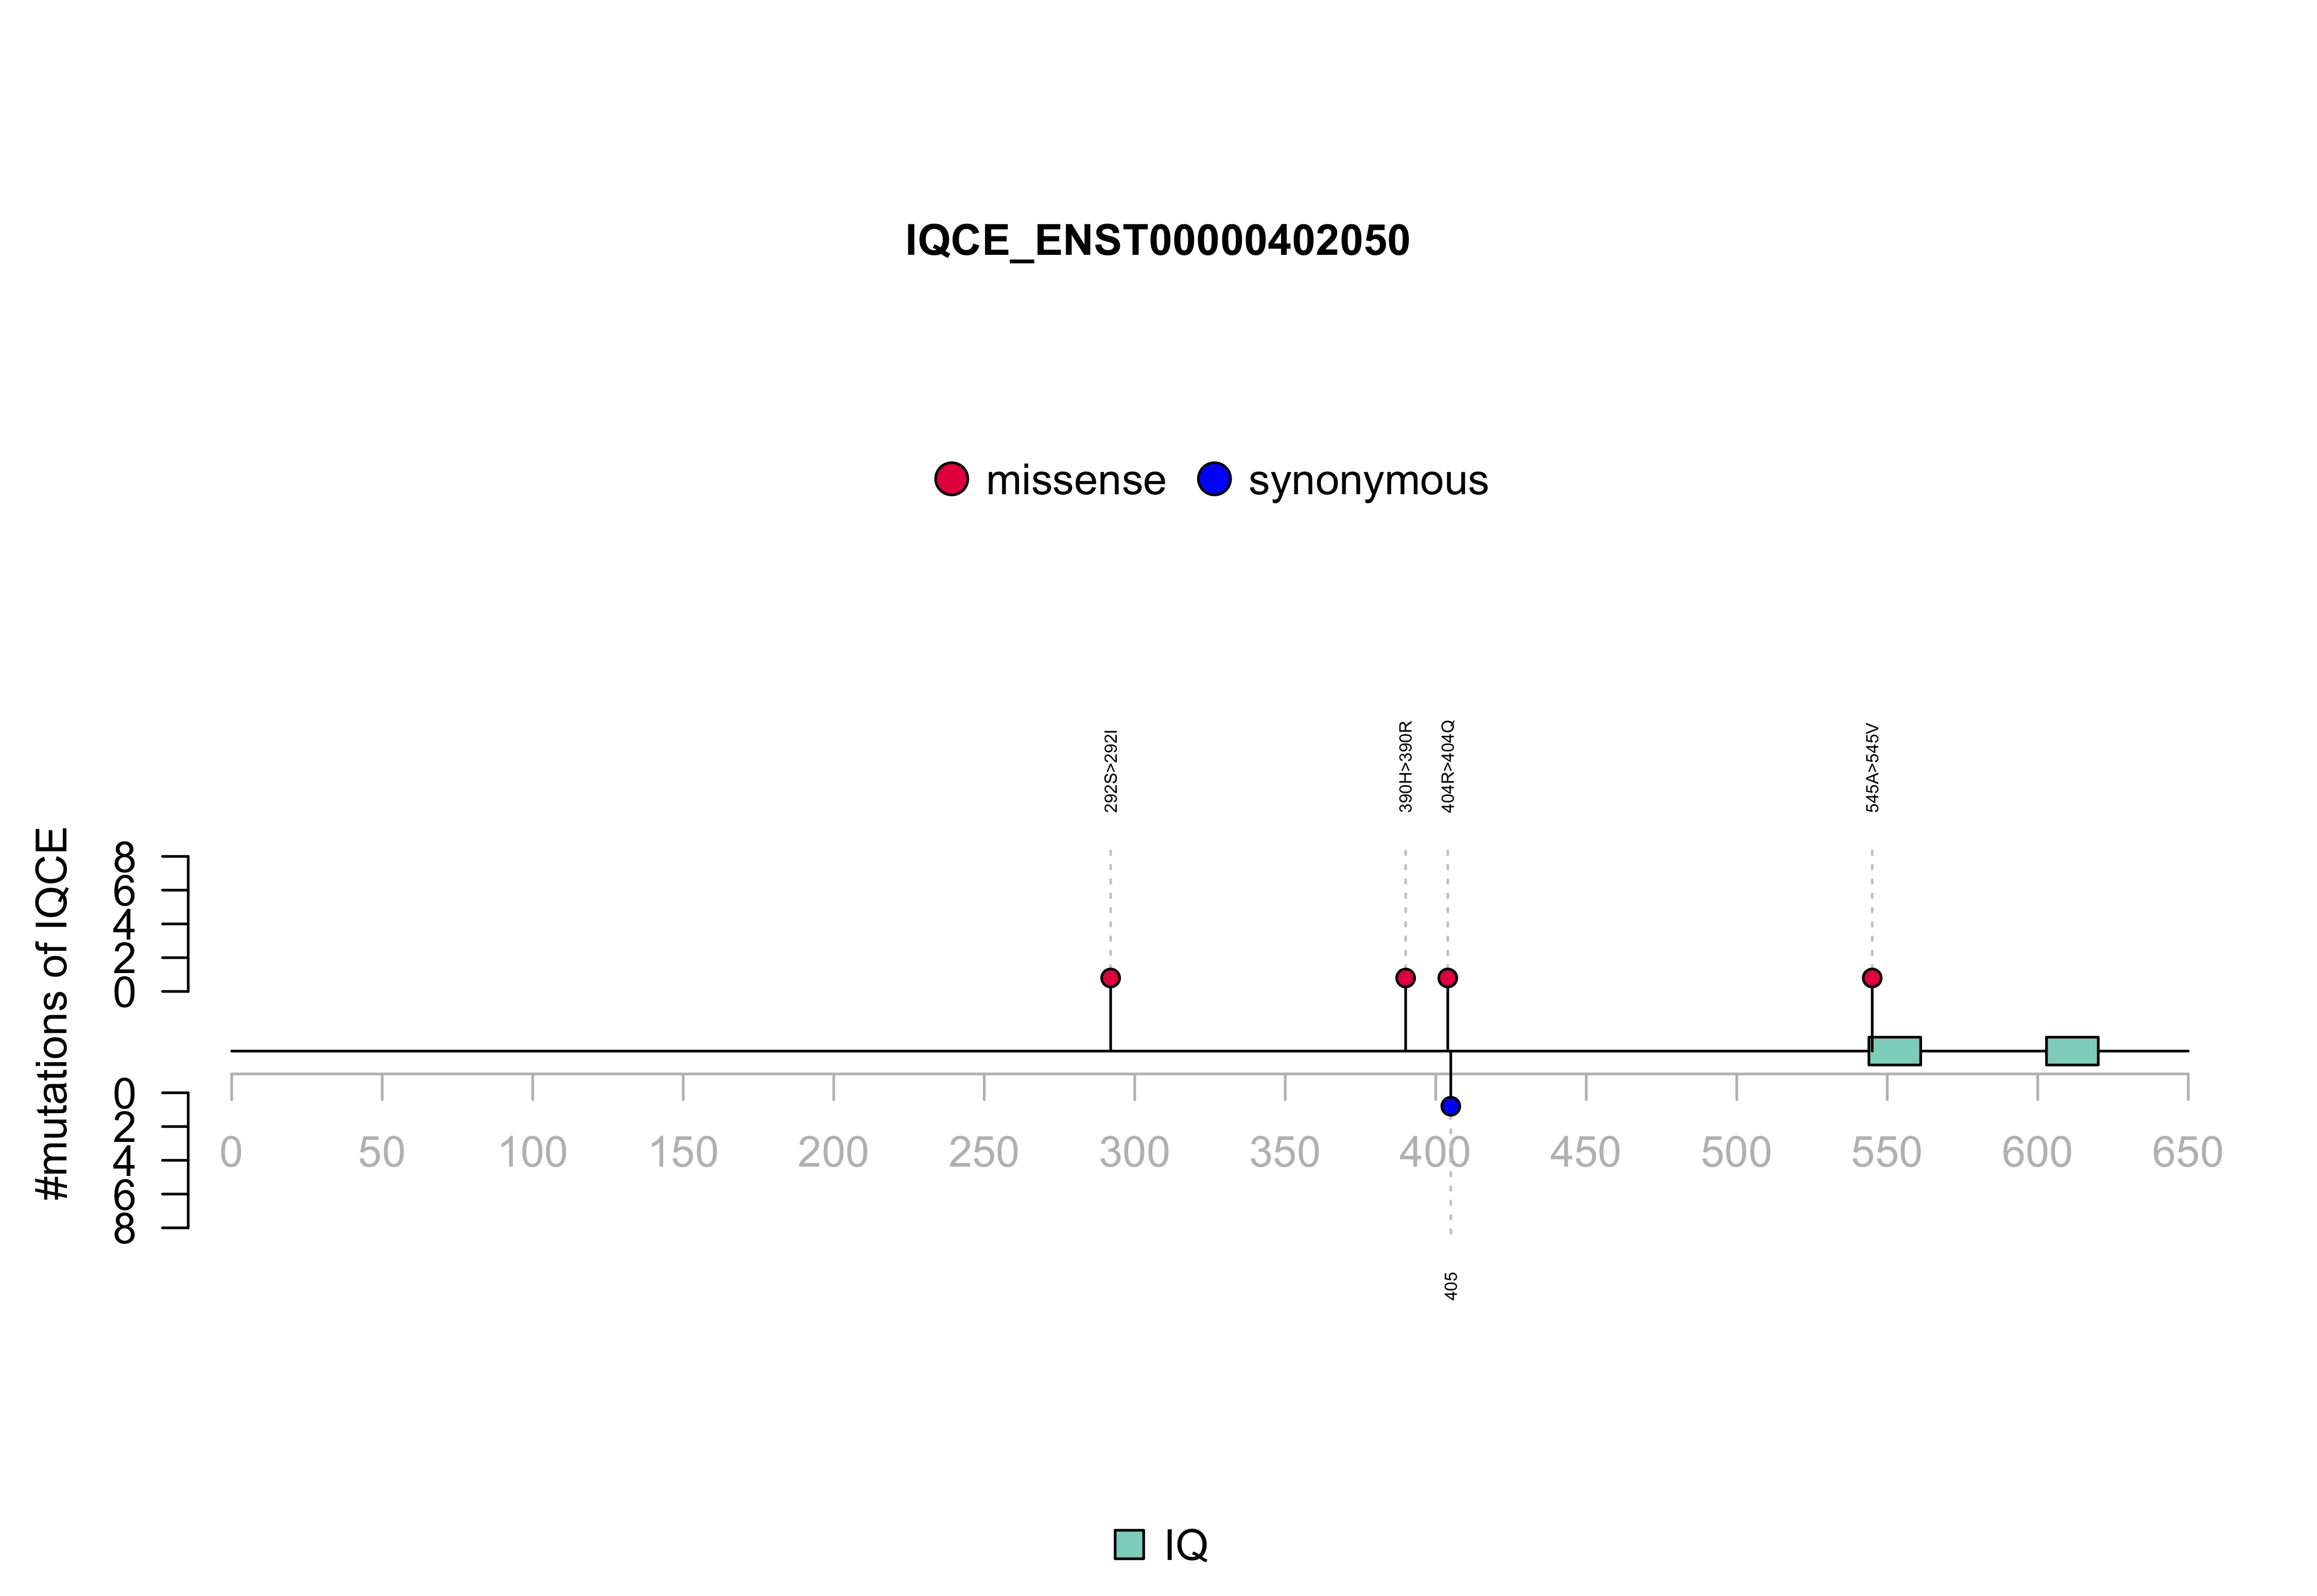 IQCE_ENST00000402050
missense synonymous
292S>292I
390H>390R
404R>404Q
545A>545V
#mutations of IQCE
8
6
4
2
0
0
2
4
6
8
0 50 100 150 200 250 300 350 400 450 500 550 600 650
405
IQ